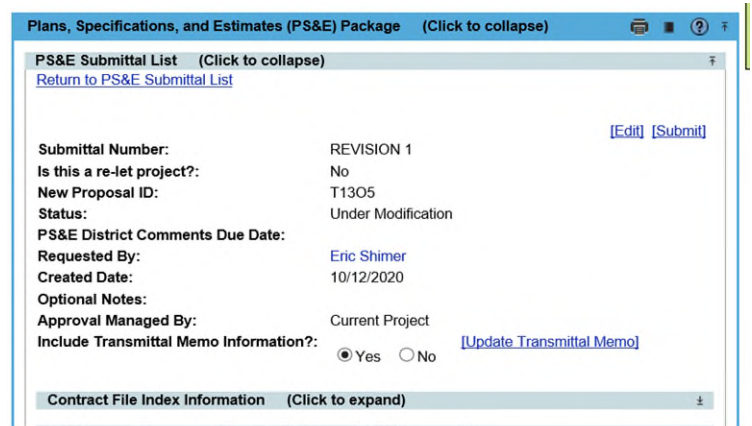 Plans, Specifications, and Estimates (PS&E) Package (Click to collapse)
PS&E Submittal List (Click to collapse)
Return to PS&E Submittal List
[Edit] [Submit]
Submittal Number: REVISION 1
Is this a re-let project?: No
New Proposal ID: T13O5
Status: Under Modification
PS&E District Comments Due Date:
Requested By: Eric Shimer
Created Date: 10/12/2020
Optional Notes:
Approval Managed By: Current Project
Include Transmittal Memo Information?: Yes No [Update Transmittal Memo]
Contract File Index Information (Click to expand)